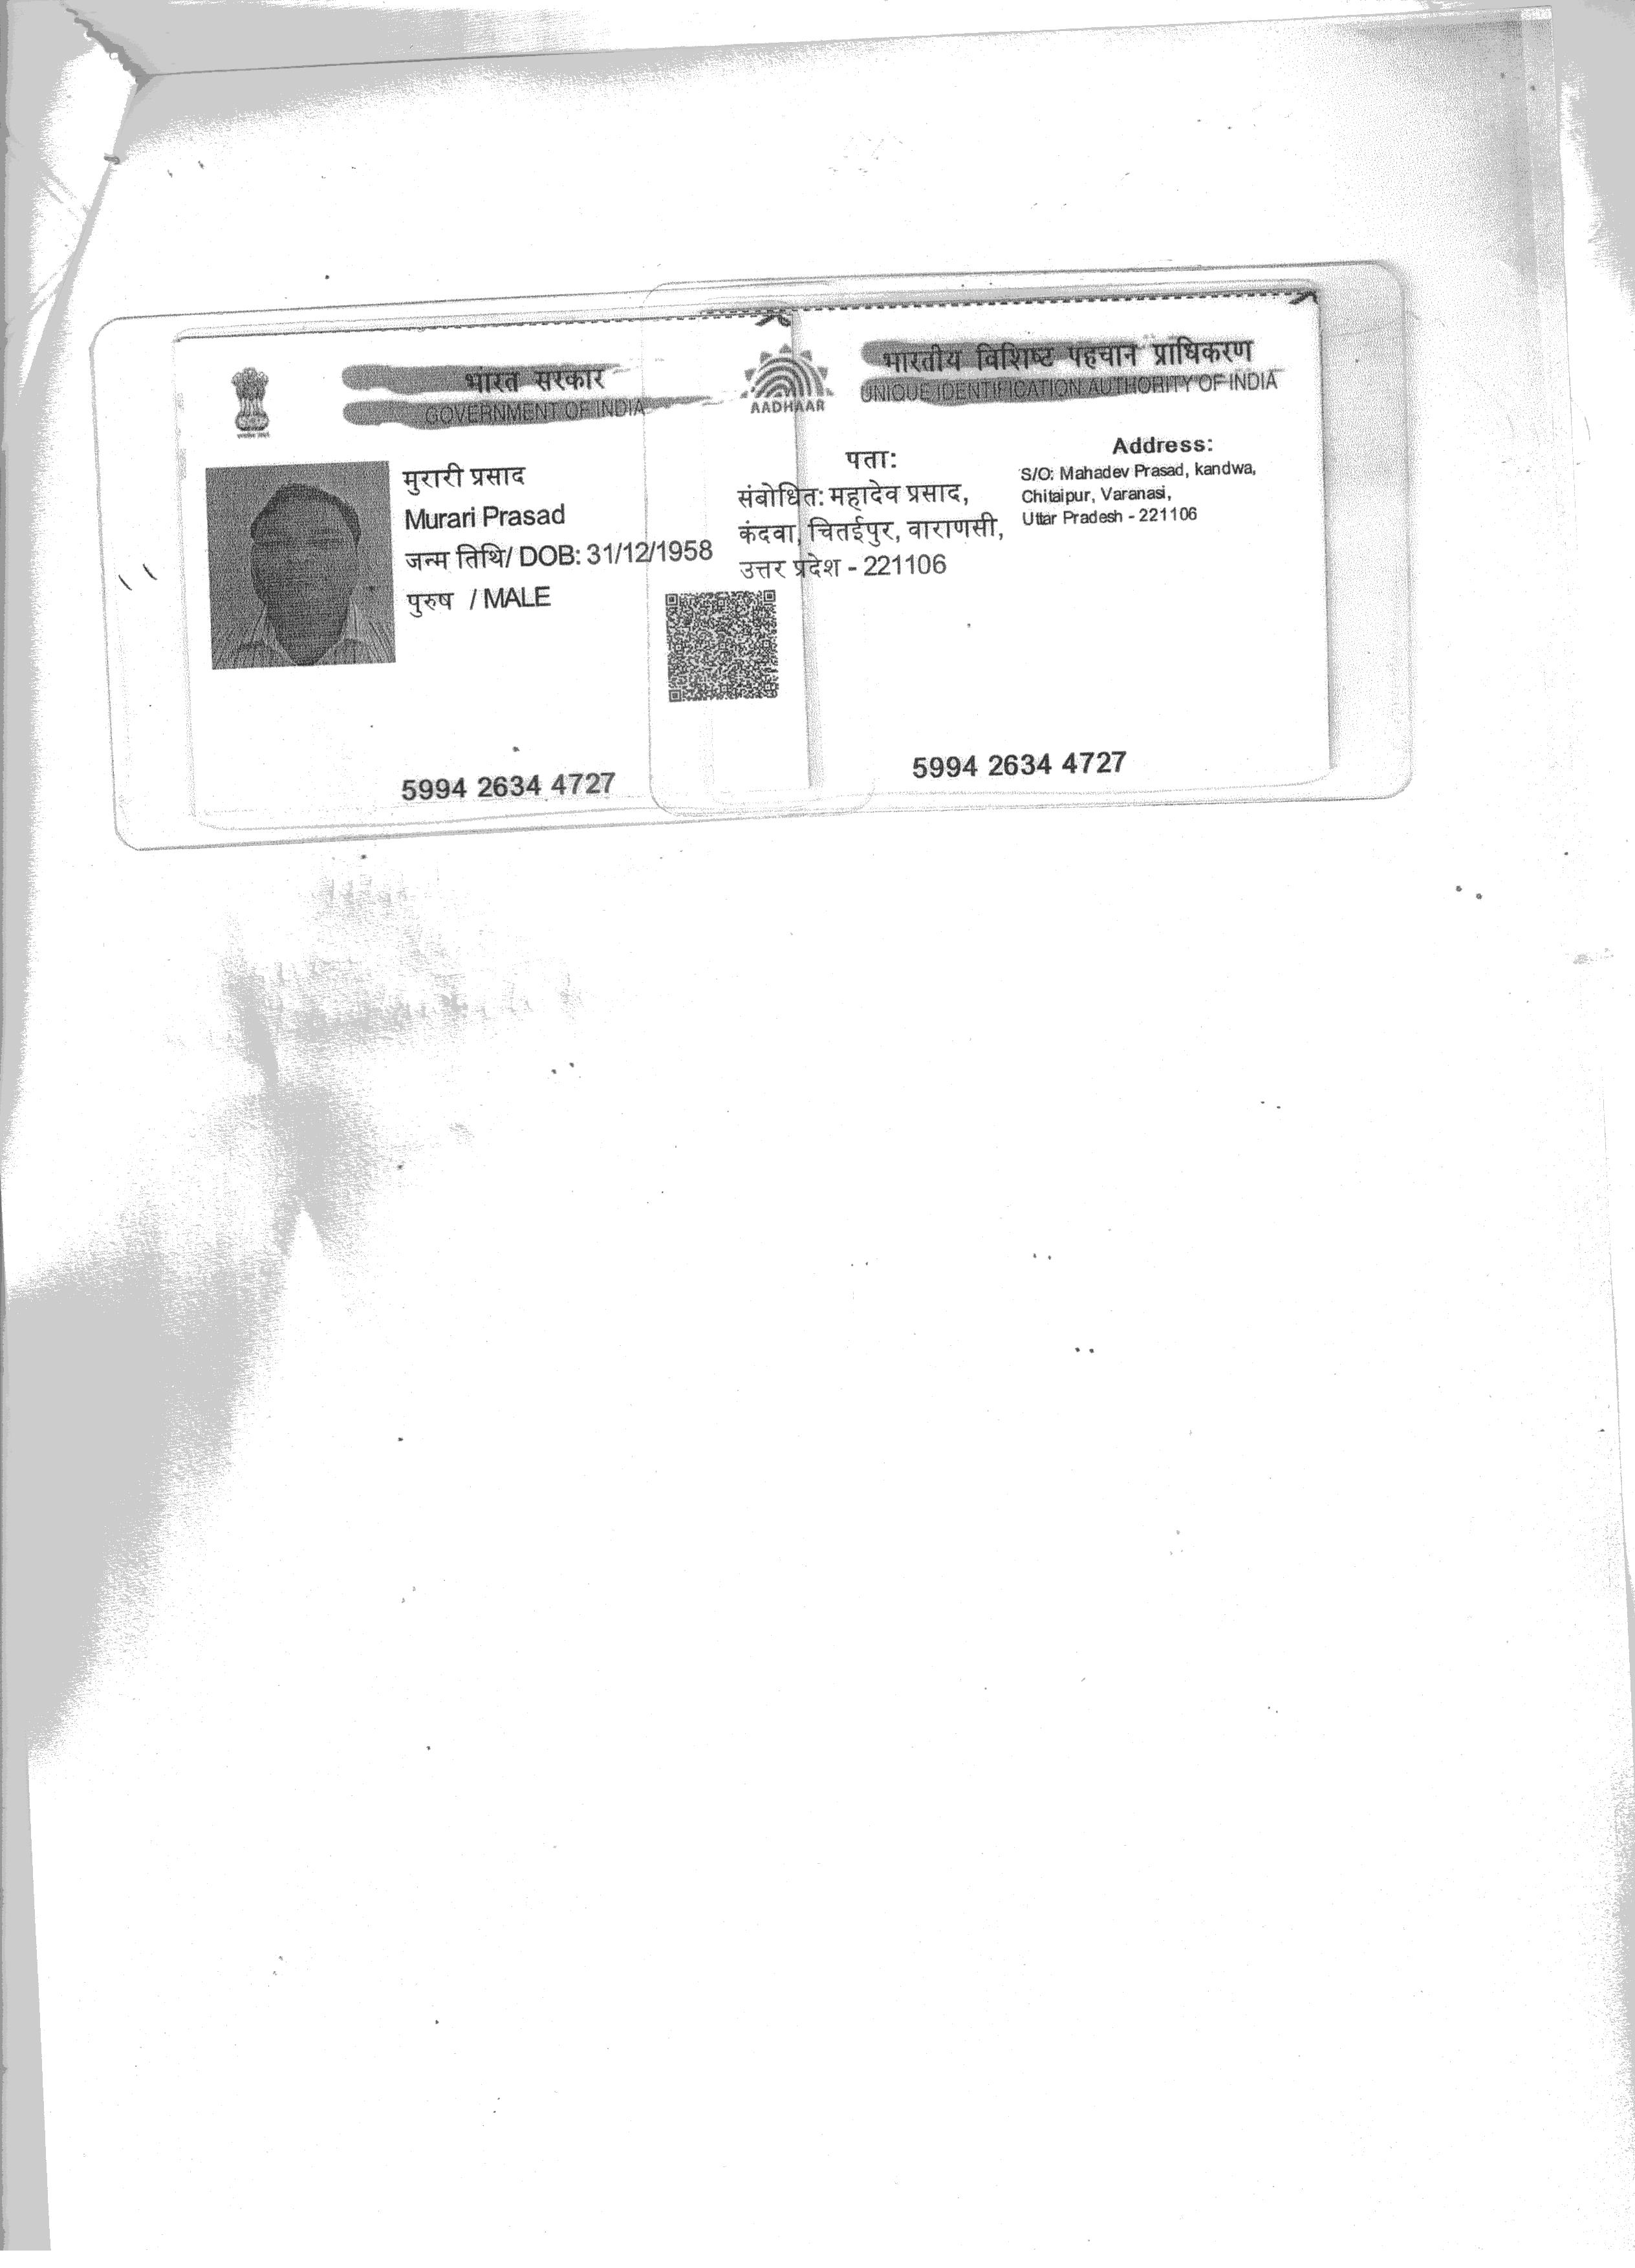 भारत सरकार
GOVERNMENT OF INDIA
मुरारी प्रसाद
Murari Prasad
जन्म तिथि/ DOB: 31/12/1958
पुरुष / MALE
5994 2634 4727
AADHAAR
भारतीय विशिष्ट पहचान प्राधिकरण
UNIQUE IDENTIFICATION AUTHORITY OF INDIA
पता:
संबोधित: महादेव प्रसाद,
कंदवा, चितईपुर, वाराणसी,
उत्तर प्रदेश - 221106
Address:
S/O: Mahadev Prasad, kandwa,
Chitaipur, Varanasi,
Uttar Pradesh - 221106
5994 2634 4727